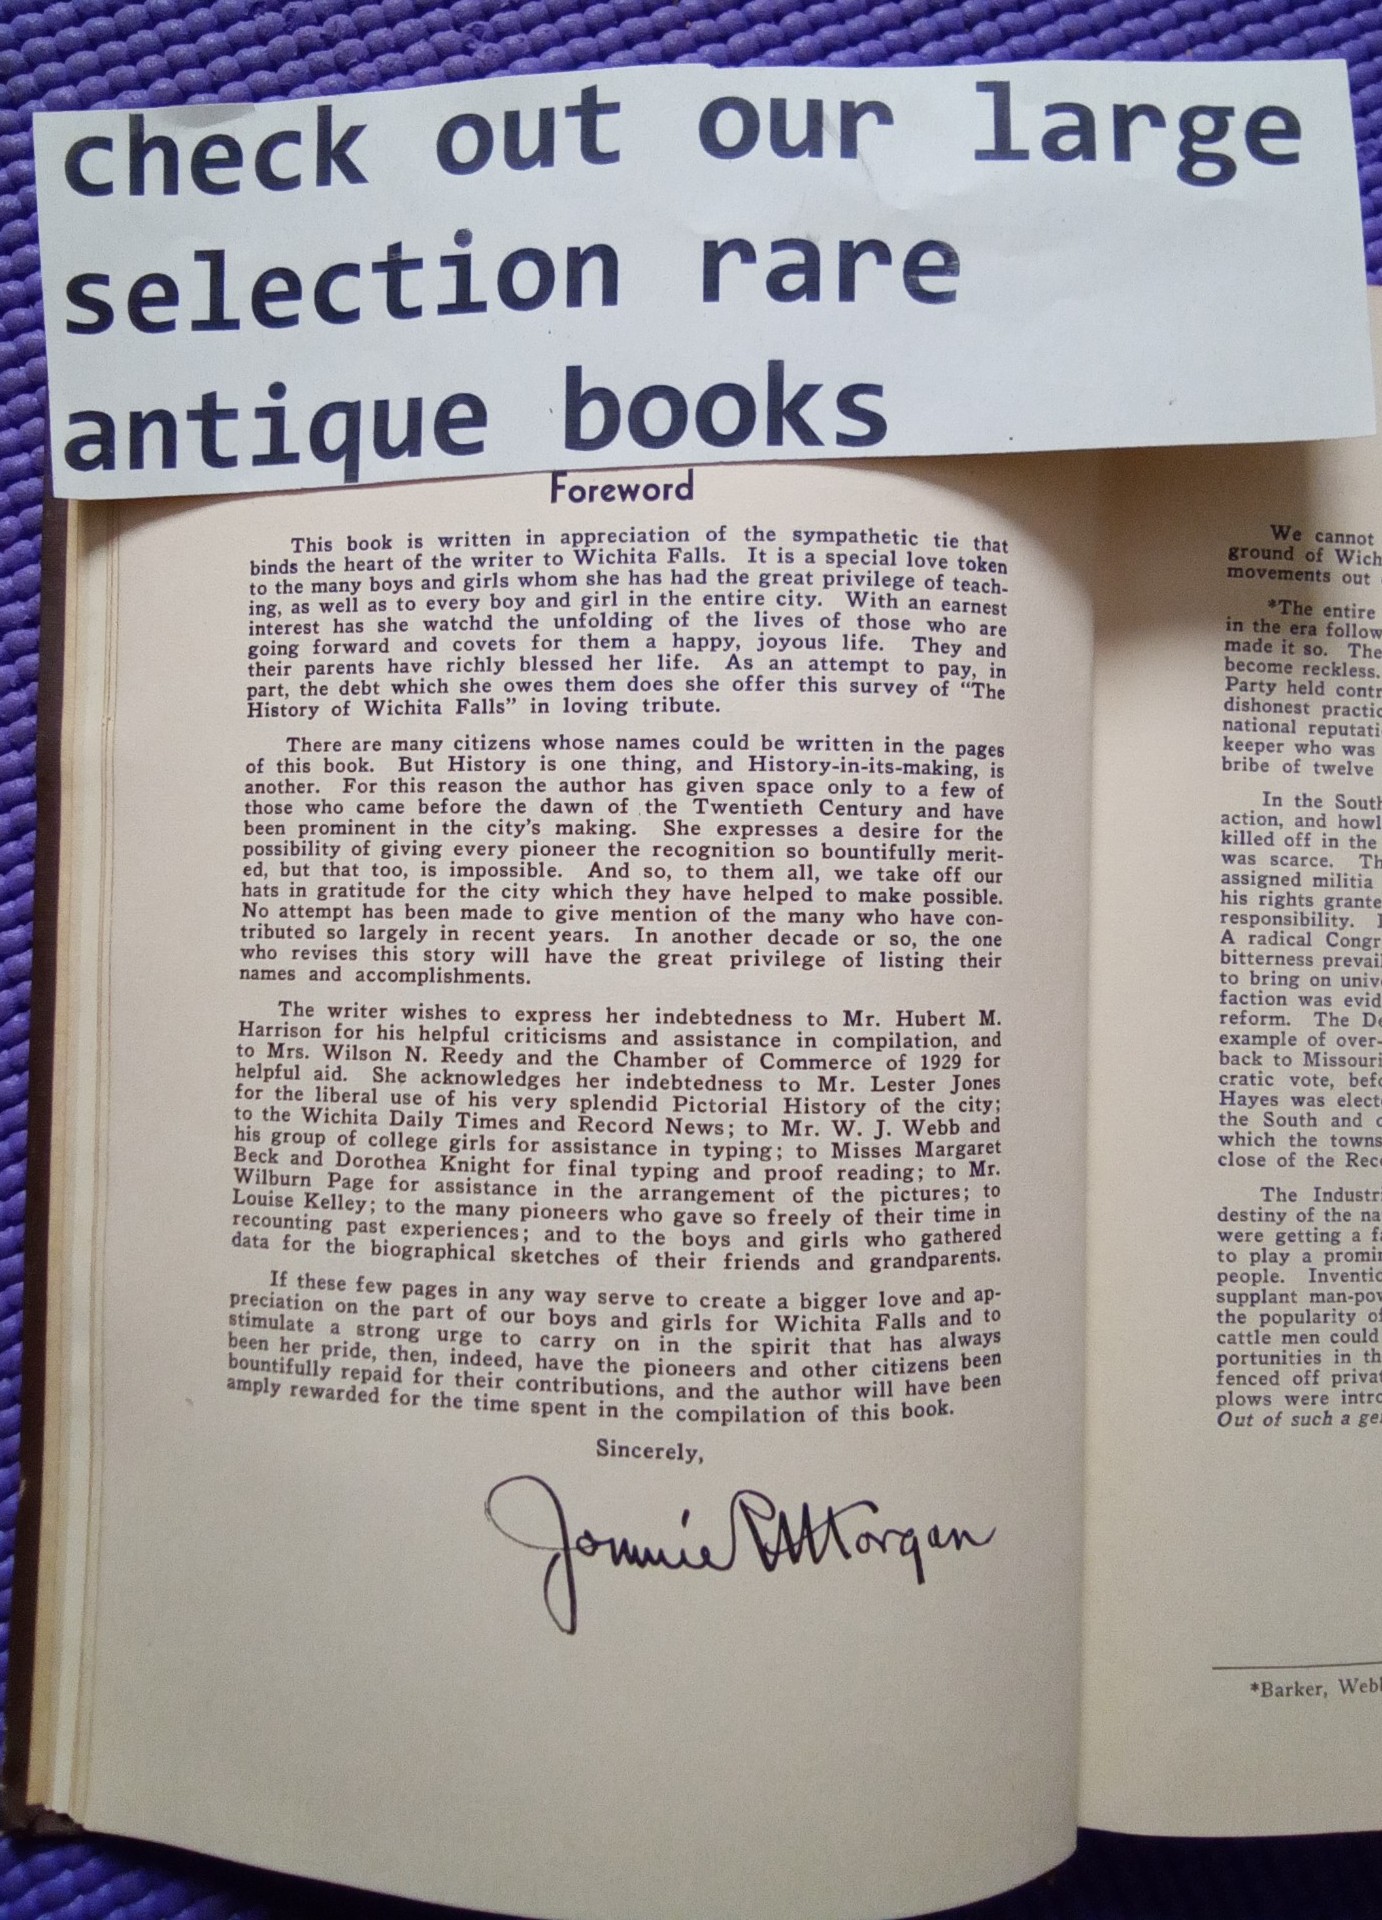 check out our large
selection rare
antique books
Foreword
This book is written in appreciation of the sympathetic tie that
binds the heart of the writer to Wichita Falls. It is a special love token
to the many boys and girls whom she has had the great privilege of teach-
ing, as well as to every boy and girl in the entire city. With an earnest
interest has she watchd the unfolding of the lives of those who are
going forward and covets for them a happy, joyous life. They and
their parents have richly blessed her life. As an attempt to pay, in
part, the debt which she owes them does she offer this survey of “The
History of Wichita Falls” in loving tribute.
There are many citizens whose names could be written in the pages
of this book. But History is one thing, and History-in-its-making, is
another. For this reason the author has given space only to a few of
those who came before the dawn of the Twentieth Century and have
been prominent in the city’s making. She expresses a desire for the
possibility of giving every pioneer the recognition so bountifully merit-
ed, but that too, is impossible. And so, to them all, we take off our
hats in gratitude for the city which they have helped to make possible.
No attempt has been made to give mention of the many who have con-
tributed so largely in recent years. In another decade or so, the one
who revises this story will have the great privilege of listing their
names and accomplishments.
The writer wishes to express her indebtedness to Mr. Hubert M.
Harrison for his helpful criticisms and assistance in compilation, and
to Mrs. Wilson N. Reedy and the Chamber of Commerce of 1929 for
helpful aid. She acknowledges her indebtedness to Mr. Lester Jones
for the liberal use of his very splendid Pictorial History of the city;
to the Wichita Daily Times and Record News; to Mr. W. J. Webb and
his group of college girls for assistance in typing; to Misses Margaret
Beck and Dorothea Knight for final typing and proof reading; to Mr.
Wilburn Page for assistance in the arrangement of the pictures; to
Louise Kelley; to the many pioneers who gave so freely of their time in
recounting past experiences; and to the boys and girls who gathered
data for the biographical sketches of their friends and grandparents.
If these few pages in any way serve to create a bigger love and ap-
preciation on the part of our boys and girls for Wichita Falls and to
stimulate a strong urge to carry on in the spirit that has always
been her pride, then, indeed, have the pioneers and other citizens been
bountifully repaid for their contributions, and the author will have been
amply rewarded for the time spent in the compilation of this book.
Sincerely,
Jonnie R. Morgan
We cannot
ground of Wich
movements out
*The entire
in the era follow
made it so. The
become reckless.
Party held contr
dishonest practic
national reputati
keeper who was
bribe of twelve
In the South
action, and howl
killed off in the
was scarce. Th
assigned militia
his rights grante
responsibility.
A radical Congr
bitterness prevail
to bring on unive
faction was evid
reform. The De
example of over-
back to Missouri
cratic vote, befo
Hayes was elect
the South and
which the towns
close of the Rec
The Industri
destiny of the na
were getting a f
to play a promin
people. Inventio
supplant man-pow
the popularity of
cattle men could
portunities in th
fenced off privat
plows were intro
Out of such a ge
*Barker, Webb